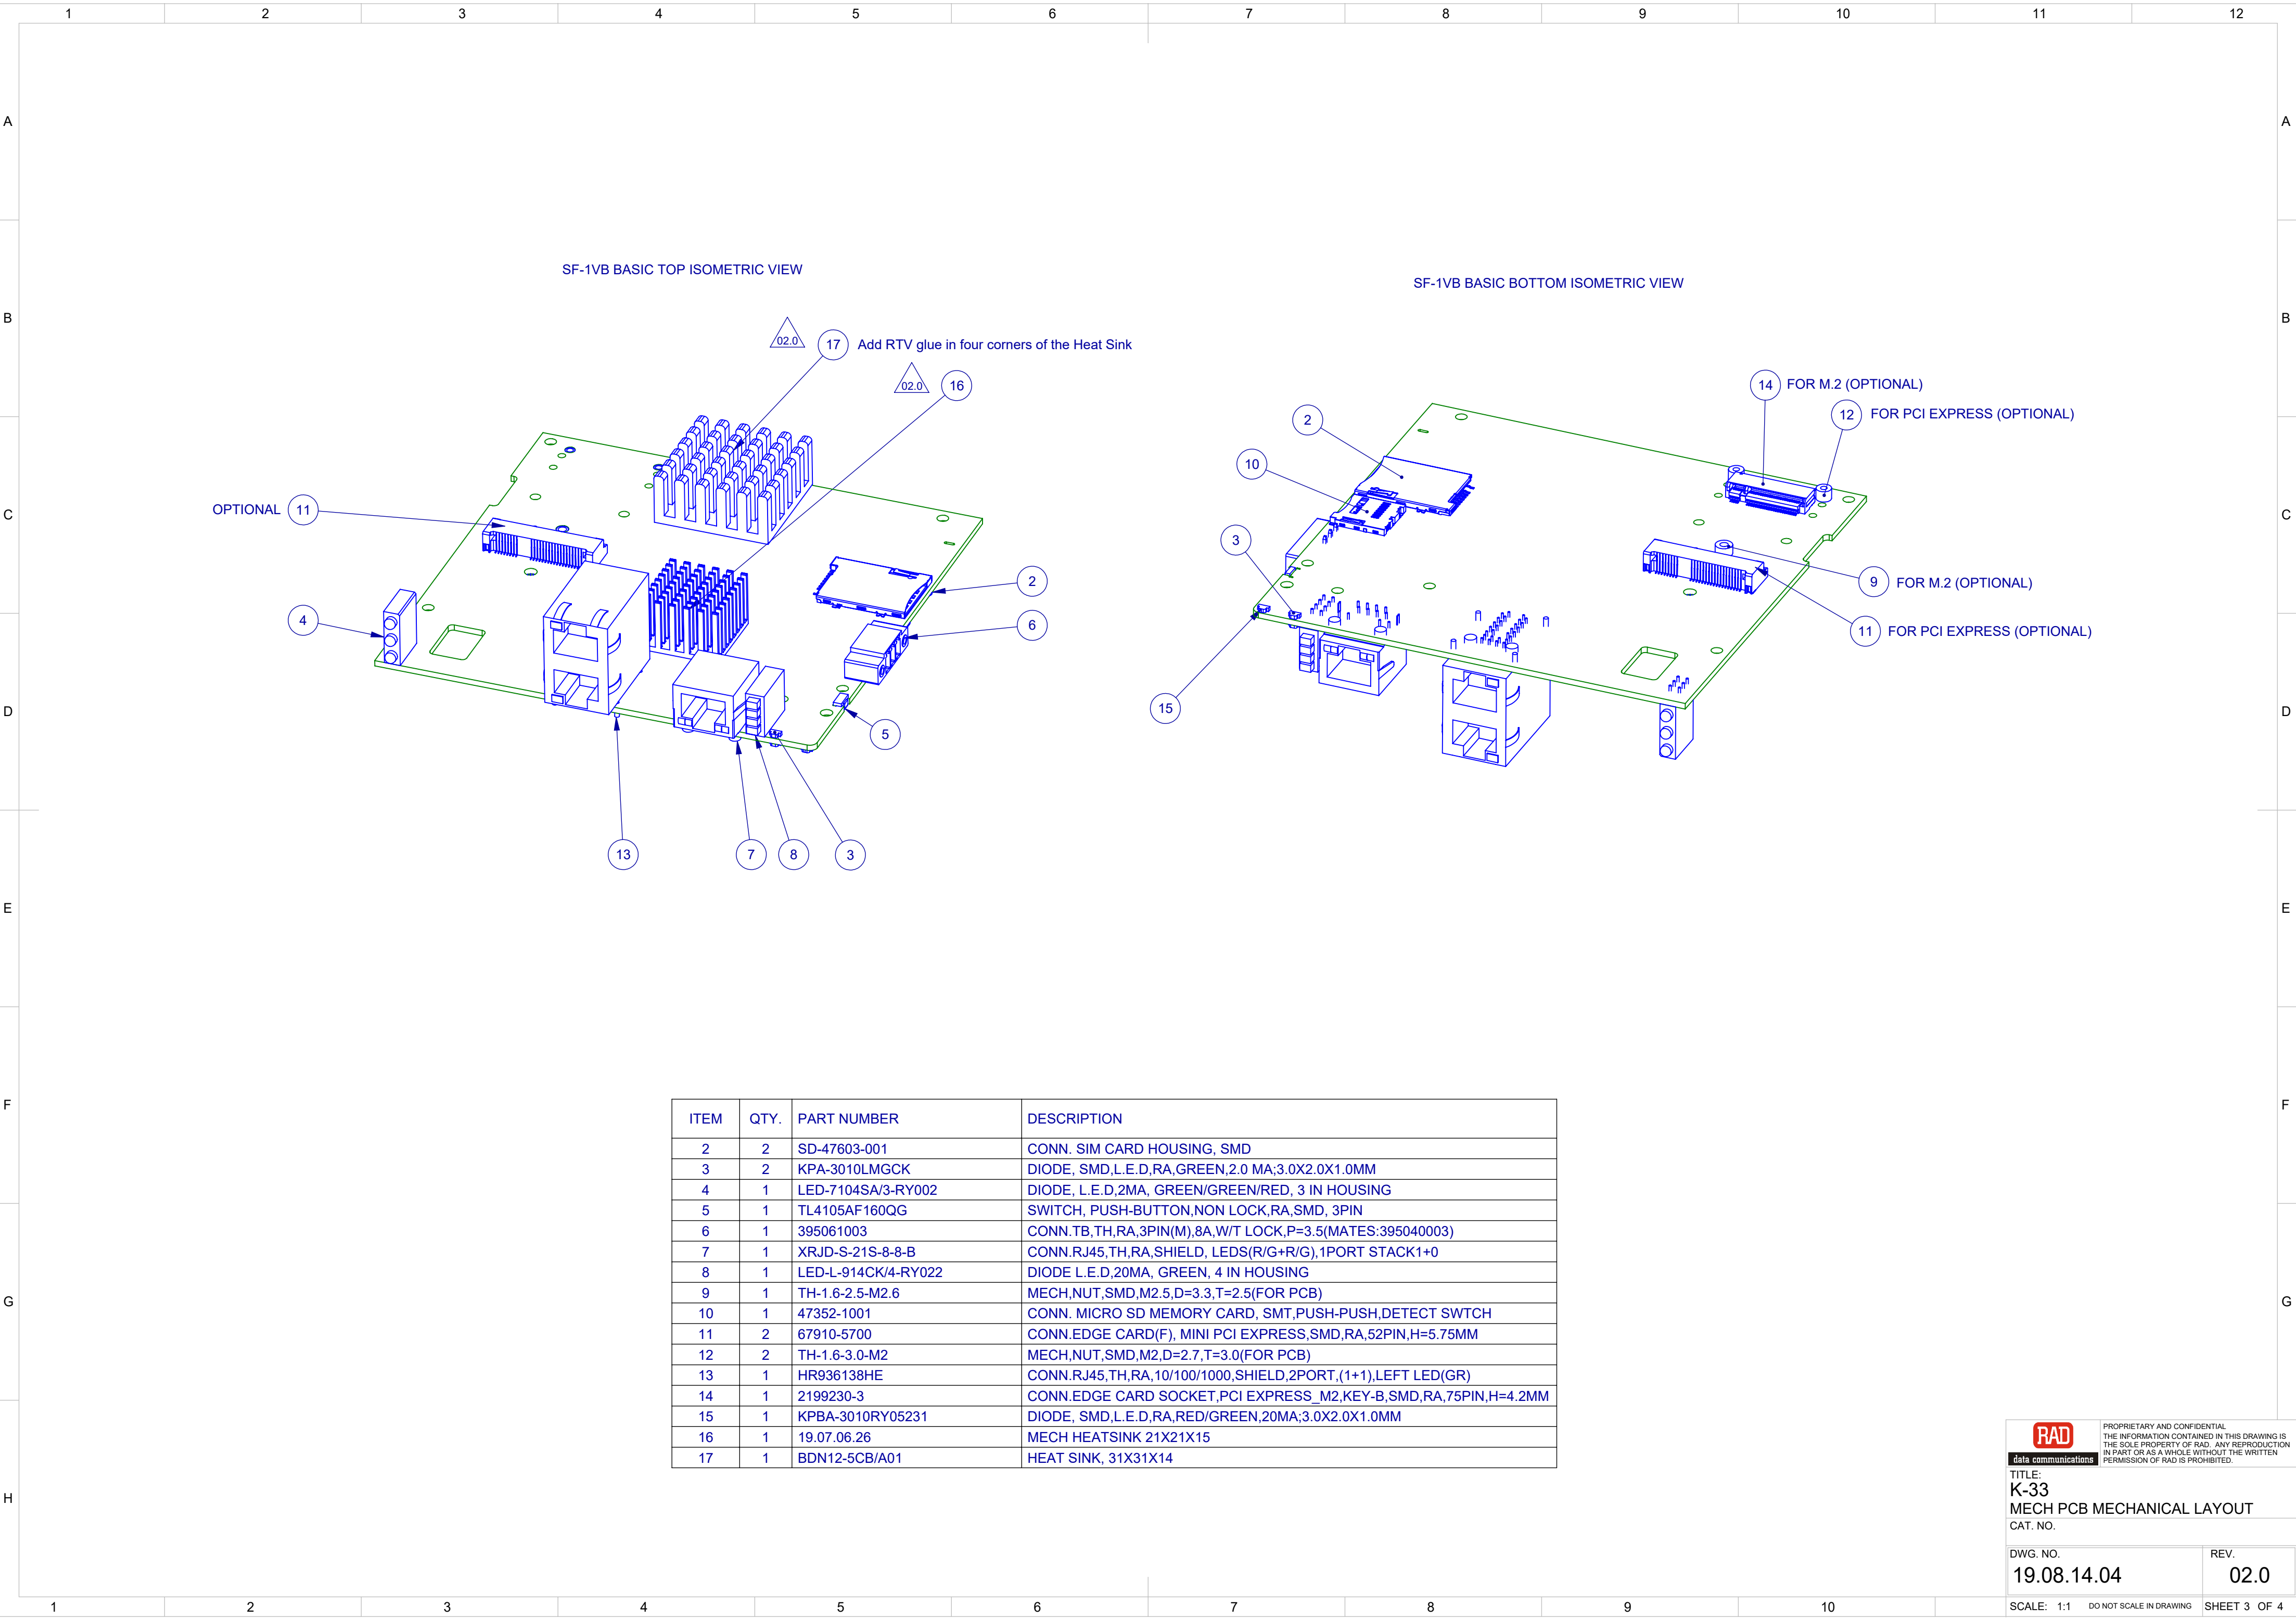 1 2 3 4 5 6 7 8 9 10 11 12
A A
B B
C C
D D
E E
F F
G G
H
SF-1VB BASIC TOP ISOMETRIC VIEW
02.0
17 Add RTV glue in four corners of the Heat Sink
02.0
16
OPTIONAL 11
2
4
6
5
13
7
8
3
SF-1VB BASIC BOTTOM ISOMETRIC VIEW
14 FOR M.2 (OPTIONAL)
12 FOR PCI EXPRESS (OPTIONAL)
2
10
3
9 FOR M.2 (OPTIONAL)
11 FOR PCI EXPRESS (OPTIONAL)
15
ITEM QTY. PART NUMBER DESCRIPTION
2 2 SD-47603-001 CONN. SIM CARD HOUSING, SMD
3 2 KPA-3010LMGCK DIODE, SMD,L.E.D,RA,GREEN,2.0 MA;3.0X2.0X1.0MM
4 1 LED-7104SA/3-RY002 DIODE, L.E.D,2MA, GREEN/GREEN/RED, 3 IN HOUSING
5 1 TL4105AF160QG SWITCH, PUSH-BUTTON,NON LOCK,RA,SMD, 3PIN
6 1 395061003 CONN.TB,TH,RA,3PIN(M),8A,W/T LOCK,P=3.5(MATES:395040003)
7 1 XRJD-S-21S-8-8-B CONN.RJ45,TH,RA,SHIELD, LEDS(R/G+R/G),1PORT STACK1+0
8 1 LED-L-914CK/4-RY022 DIODE L.E.D,20MA, GREEN, 4 IN HOUSING
9 1 TH-1.6-2.5-M2.6 MECH,NUT,SMD,M2.5,D=3.3,T=2.5(FOR PCB)
10 1 47352-1001 CONN. MICRO SD MEMORY CARD, SMT,PUSH-PUSH,DETECT SWTCH
11 2 67910-5700 CONN.EDGE CARD(F), MINI PCI EXPRESS,SMD,RA,52PIN,H=5.75MM
12 2 TH-1.6-3.0-M2 MECH,NUT,SMD,M2,D=2.7,T=3.0(FOR PCB)
13 1 HR936138HE CONN.RJ45,TH,RA,10/100/1000,SHIELD,2PORT,(1+1),LEFT LED(GR)
14 1 2199230-3 CONN.EDGE CARD SOCKET,PCI EXPRESS_M2,KEY-B,SMD,RA,75PIN,H=4.2MM
15 1 KPBA-3010RY05231 DIODE, SMD,L.E.D,RA,RED/GREEN,20MA;3.0X2.0X1.0MM
16 1 19.07.06.26 MECH HEATSINK 21X21X15
17 1 BDN12-5CB/A01 HEAT SINK, 31X31X14
RAD
data communications
PROPRIETARY AND CONFIDENTIAL
THE INFORMATION CONTAINED IN THIS DRAWING IS
THE SOLE PROPERTY OF RAD. ANY REPRODUCTION
IN PART OR AS A WHOLE WITHOUT THE WRITTEN
PERMISSION OF RAD IS PROHIBITED.
TITLE:
K-33
MECH PCB MECHANICAL LAYOUT
CAT. NO.
DWG. NO. REV.
19.08.14.04 02.0
SCALE: 1:1 DO NOT SCALE IN DRAWING SHEET 3 OF 4
1 2 3 4 5 6 7 8 9 10